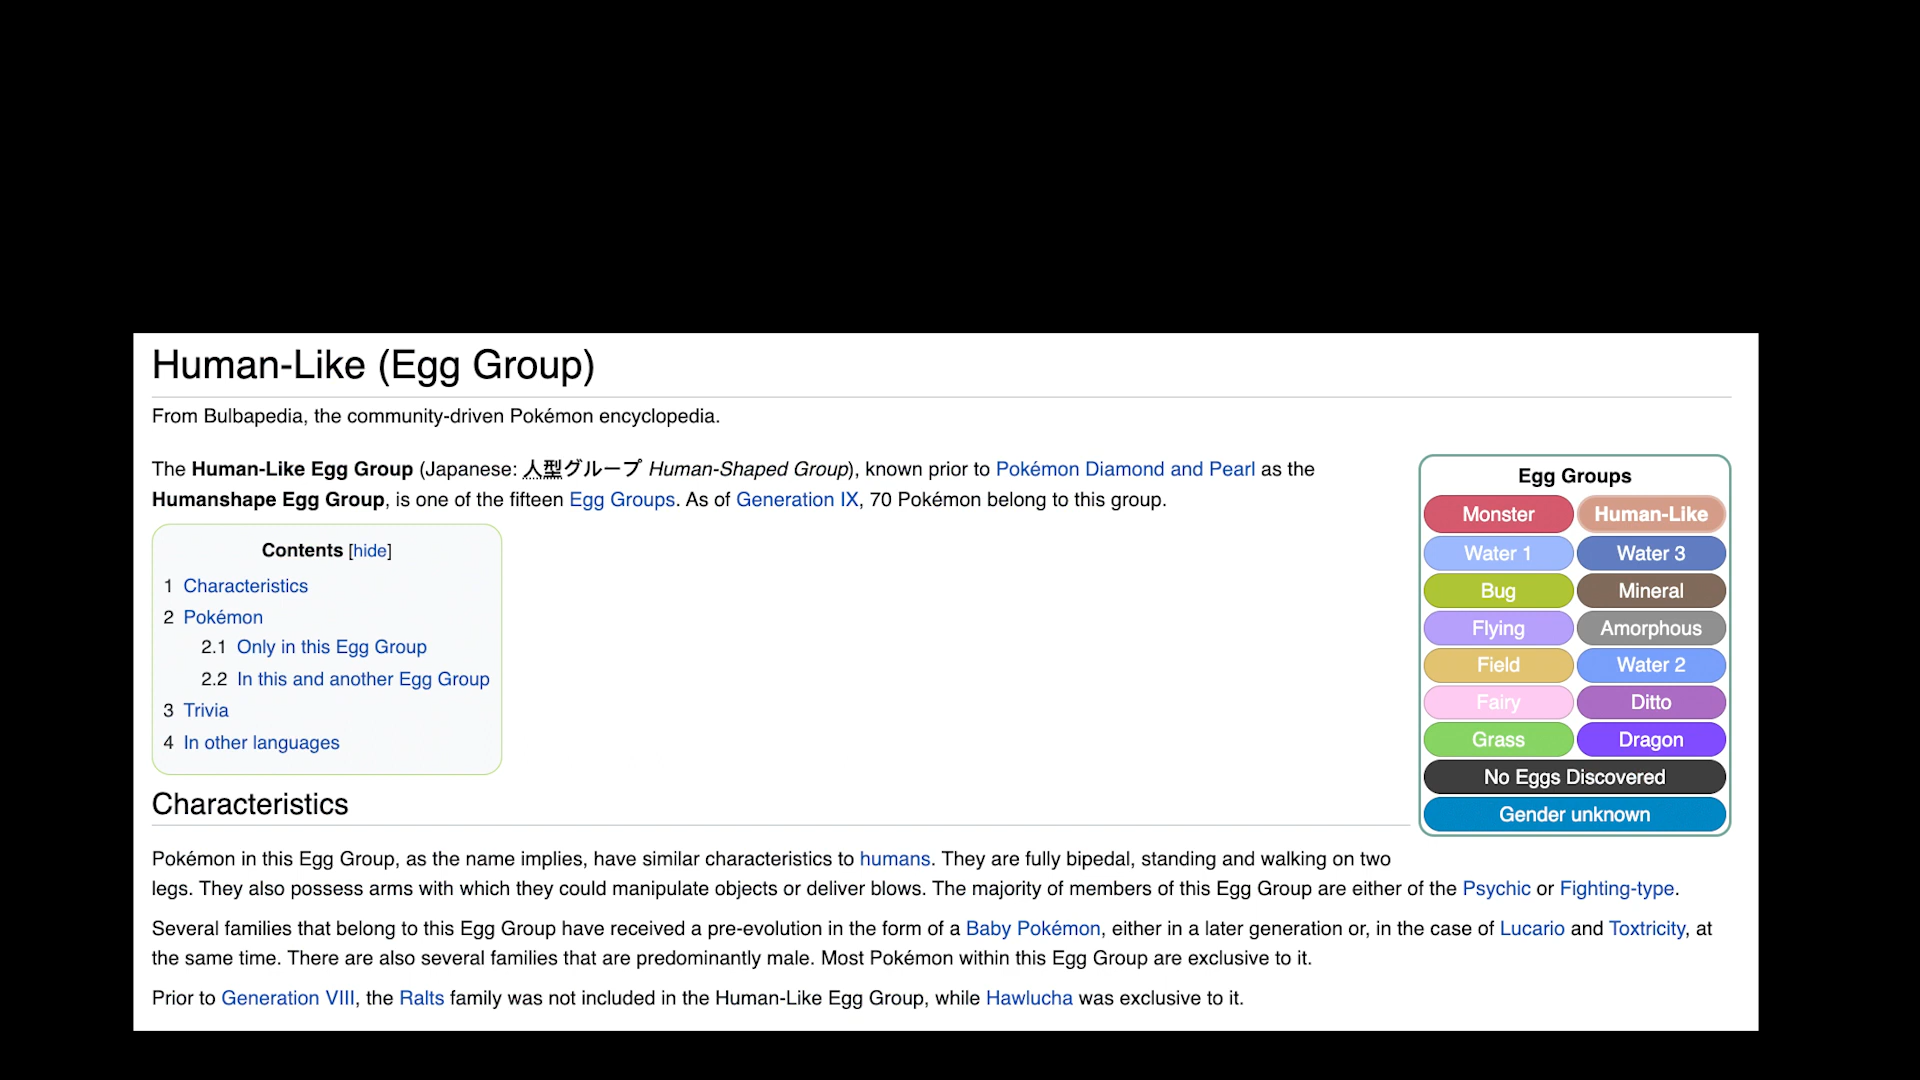 Human-Like (Egg Group)
From Bulbapedia, the community-driven Pokémon encyclopedia.
The Human-Like Egg Group (Japanese: 人型グループ Human-Shaped Group), known prior to Pokémon Diamond and Pearl as the
Humanshape Egg Group, is one of the fifteen Egg Groups. As of Generation IX, 70 Pokémon belong to this group.
Contents [hide]
1 Characteristics
2 Pokémon
2.1 Only in this Egg Group
2.2 In this and another Egg Group
3 Trivia
4 In other languages
Egg Groups
Monster Human-Like
Water 1 Water 3
Bug Mineral
Flying Amorphous
Field Water 2
Fairy Ditto
Grass Dragon
No Eggs Discovered
Gender unknown
Characteristics
Pokémon in this Egg Group, as the name implies, have similar characteristics to humans. They are fully bipedal, standing and walking on two
legs. They also possess arms with which they could manipulate objects or deliver blows. The majority of members of this Egg Group are either of the Psychic or Fighting-type.
Several families that belong to this Egg Group have received a pre-evolution in the form of a Baby Pokémon, either in a later generation or, in the case of Lucario and Toxtricity, at
the same time. There are also several families that are predominantly male. Most Pokémon within this Egg Group are exclusive to it.
Prior to Generation VIII, the Ralts family was not included in the Human-Like Egg Group, while Hawlucha was exclusive to it.